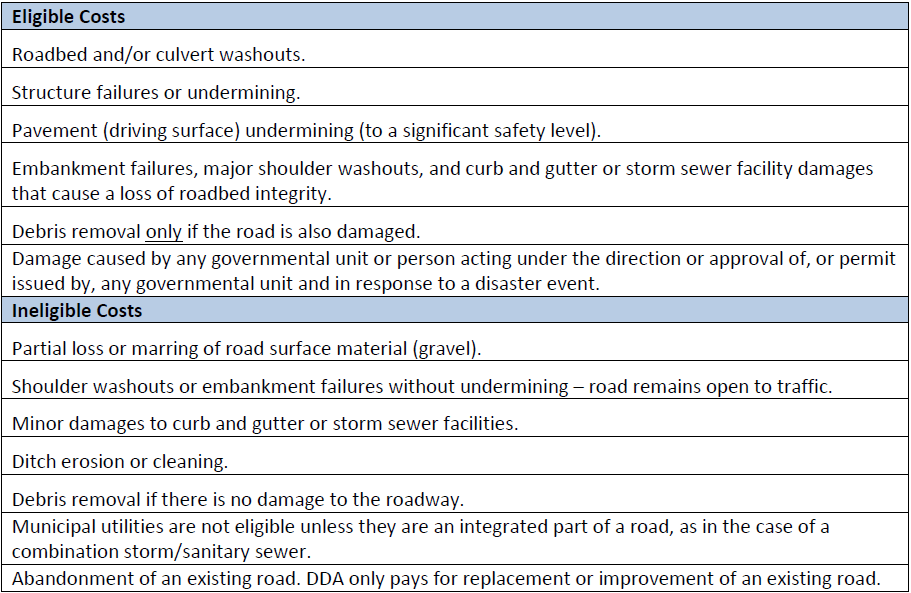 Eligible Costs
Roadbed and/or culvert washouts.
Structure failures or undermining.
Pavement (driving surface) undermining (to a significant safety level).
Embankment failures, major shoulder washouts, and curb and gutter or storm sewer facility damages
that cause a loss of roadbed integrity.
Debris removal only if the road is also damaged.
Damage caused by any governmental unit or person acting under the direction or approval of, or permit
issued by, any governmental unit and in response to a disaster event.
Ineligible Costs
Partial loss or marring of road surface material (gravel).
Shoulder washouts or embankment failures without undermining – road remains open to traffic.
Minor damages to curb and gutter or storm sewer facilities.
Ditch erosion or cleaning.
Debris removal if there is no damage to the roadway.
Municipal utilities are not eligible unless they are an integrated part of a road, as in the case of a
combination storm/sanitary sewer.
Abandonment of an existing road. DDA only pays for replacement or improvement of an existing road.